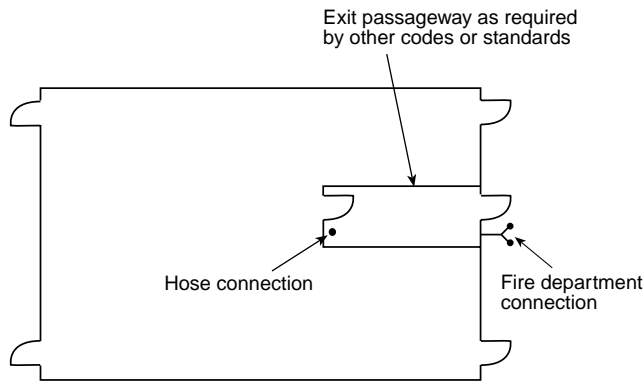 Exit passageway as required
by other codes or standards
Hose connection
Fire department
connection